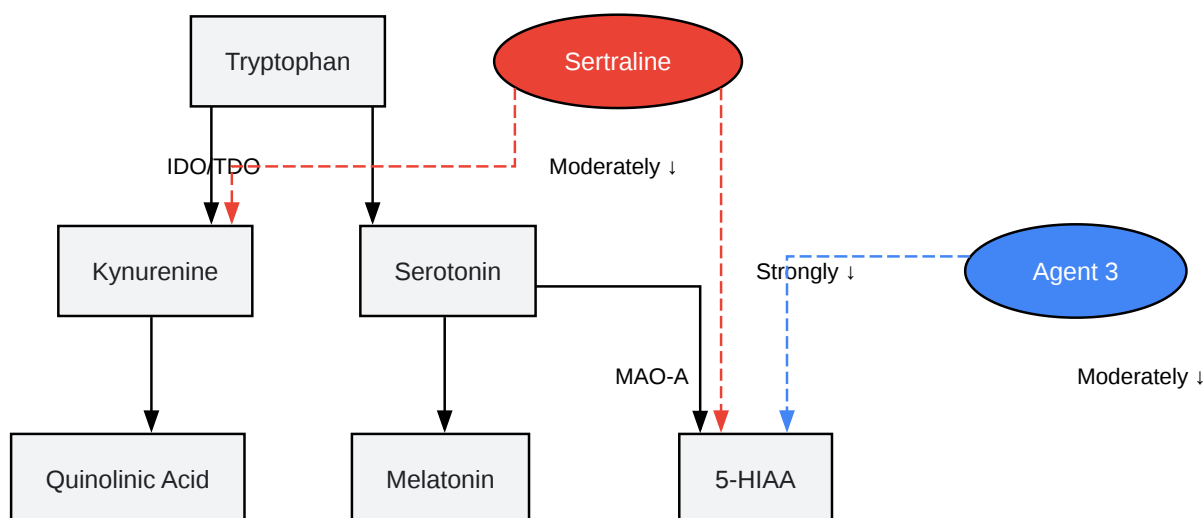 Tryptophan
Sertraline
IDO/TDO
Moderately ↓
Kynurenine
Serotonin
Strongly ↓
Agent 3
MAO-A
Moderately ↓
Quinolinic Acid
Melatonin
5-HIAA